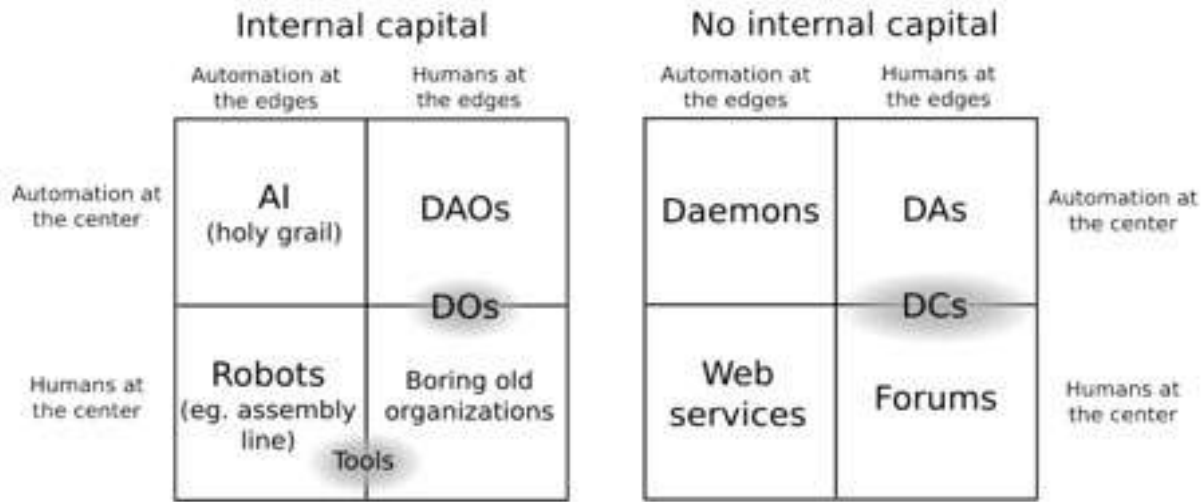 Internal capital
No internal capital
Automation at
the edges
Humans at
the edges
Automation at
the edges
Humans at
the edges
Automation at
the center
AI
(holy grail)
DAOs
Daemons
DAs
Automation at
the center
DOs
DCs
Humans at
the center
Robots
(eg. assembly
line)
Boring old
organizations
Tools
Web
services
Forums
Humans at
the center